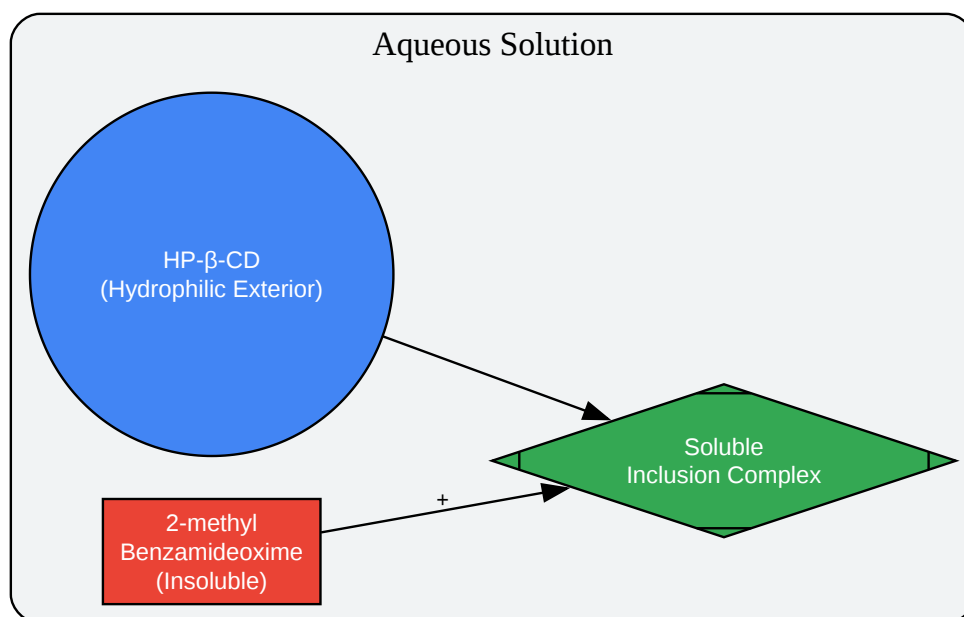 Aqueous Solution
HP-β-CD
(Hydrophilic Exterior)
Soluble
Inclusion Complex
+
2-methyl
Benzamideoxime
(Insoluble)